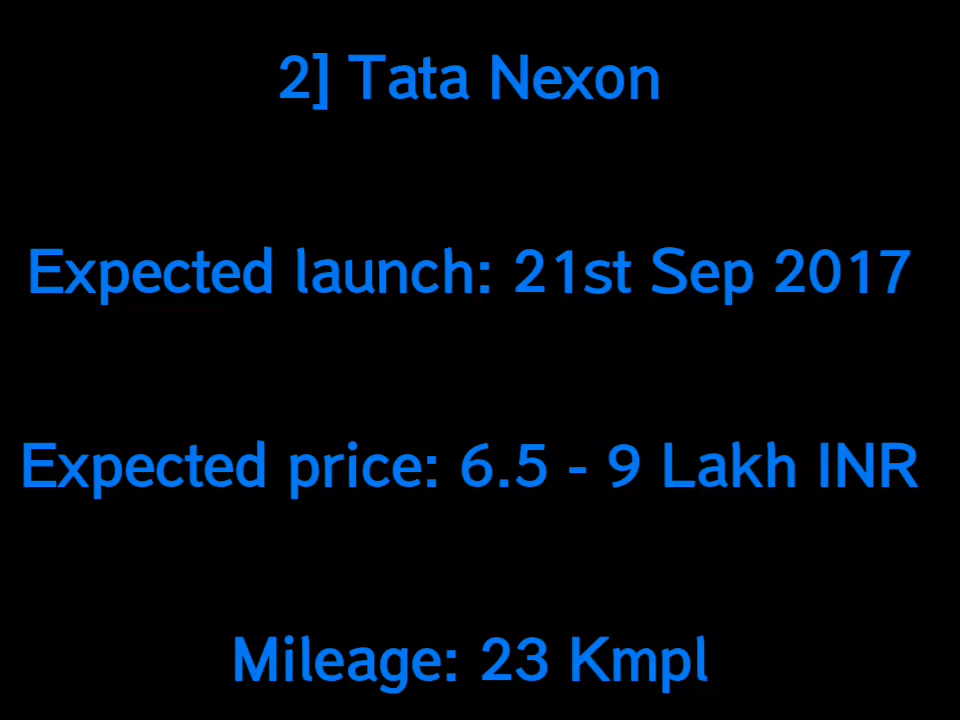 2] Tata Nexon
Expected launch: 21st Sep 2017
Expected price: 6.5 - 9 Lakh INR
Mileage: 23 Kmpl